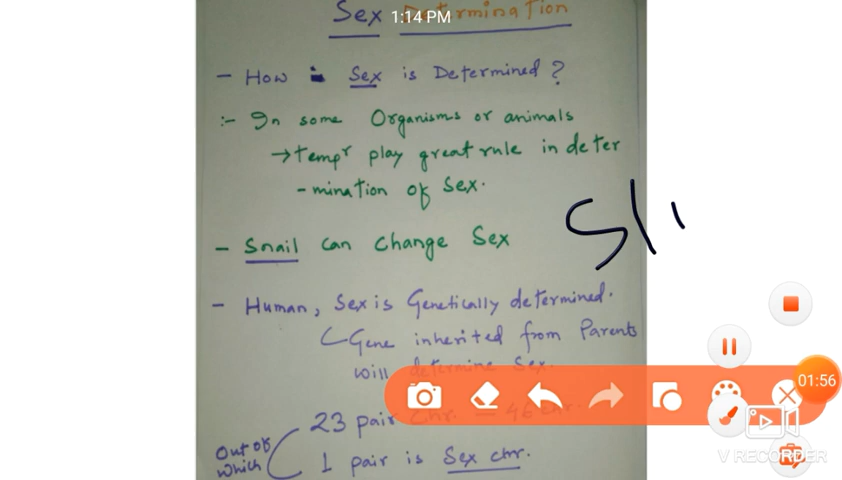 Sex Determination
1:14 PM
- How is Sex is Determined?
:- In some Organisms or animals
→ tempr play great rule in deter
-mination of Sex.
- Snail can change Sex
- Human, Sex is Genetically determined.
Gene inherited from Parents
will determine Sex.
23 pair Chr. = 46 Chr.
Out of
which
1 pair is Sex chr.
01:56
V RECORDER